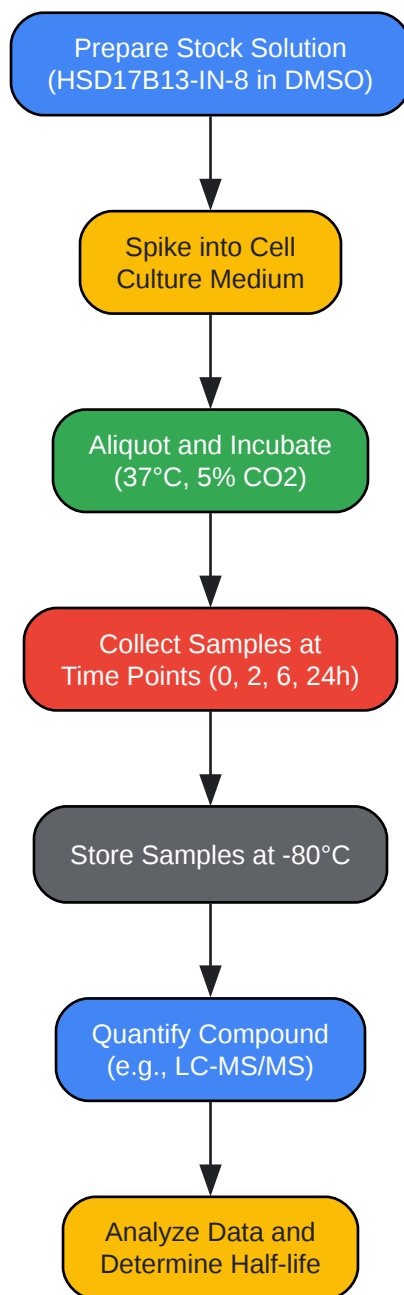 Prepare Stock Solution
(HSD17B13-IN-8 in DMSO)
Spike into Cell
Culture Medium
Aliquot and Incubate
(37°C, 5% CO2)
Collect Samples at
Time Points (0, 2, 6, 24h)
Store Samples at -80°C
Quantify Compound
(e.g., LC-MS/MS)
Analyze Data and
Determine Half-life